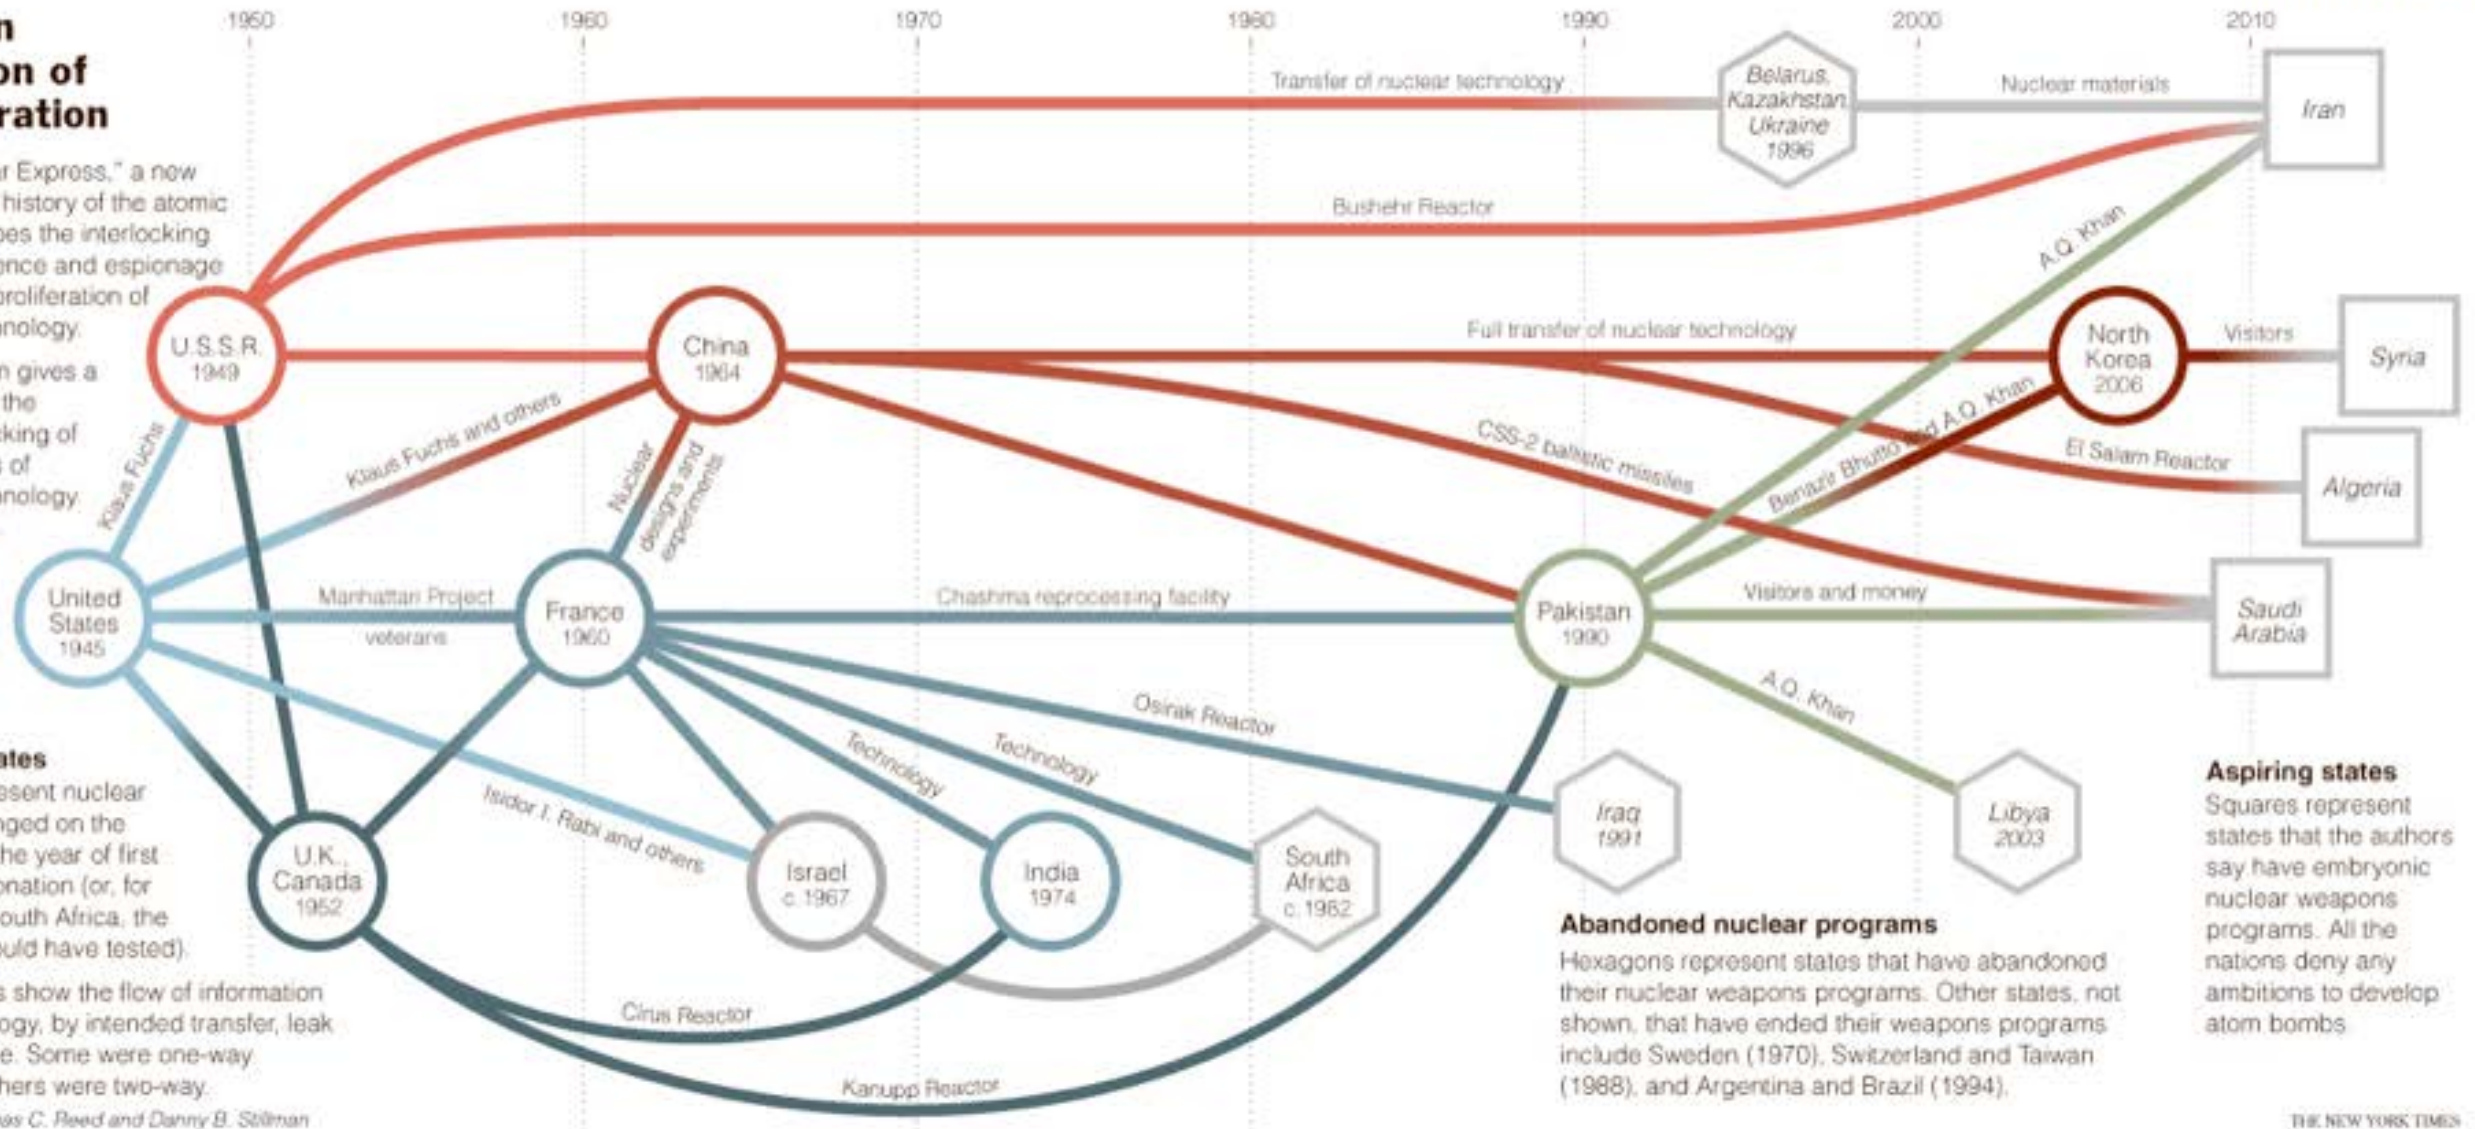 1950
1960
1970
1980
1990
2000
2010
n
on of
ration
r Express," a new
history of the atomic
bes the interlocking
ence and espionage
proliferation of
nology.
n gives a
the
cking of
s of
nology
U.S.S.R.
1949
China
1964
United
States
1945
France
1960
U.K.,
Canada
1952
Israel
c. 1967
India
1974
South
Africa
c. 1982
Pakistan
1990
Iraq
1991
Libya
2003
Belarus,
Kazakhstan,
Ukraine
1996
North
Korea
2006
Iran
Syria
Algeria
Saudi
Arabia
Transfer of nuclear technology
Nuclear materials
Bushehr Reactor
A.Q. Khan
Full transfer of nuclear technology
Visitors
Klaus Fuchs
Klaus Fuchs and others
Nuclear
designs and
experiments
CSS-2 ballistic missiles
Benazir Bhutto and A.Q. Khan
El Salam Reactor
Manhattan Project
veterans
Chashma reprocessing facility
Visitors and money
A.Q. Khan
Osirak Reactor
Technology
Technology
Isidor I. Rabi and others
Cirus Reactor
Kanupp Reactor
ates
esent nuclear
nged on the
he year of first
onation (or, for
outh Africa, the
uld have tested).
s show the flow of information
ogy, by intended transfer, leak
e. Some were one-way
hers were two-way.
as C. Reed and Danny B. Stillman
Abandoned nuclear programs
Hexagons represent states that have abandoned
their nuclear weapons programs. Other states, not
shown, that have ended their weapons programs
include Sweden (1970), Switzerland and Taiwan
(1988), and Argentina and Brazil (1994).
Aspiring states
Squares represent
states that the authors
say have embryonic
nuclear weapons
programs. All the
nations deny any
ambitions to develop
atom bombs
THE NEW YORK TIMES